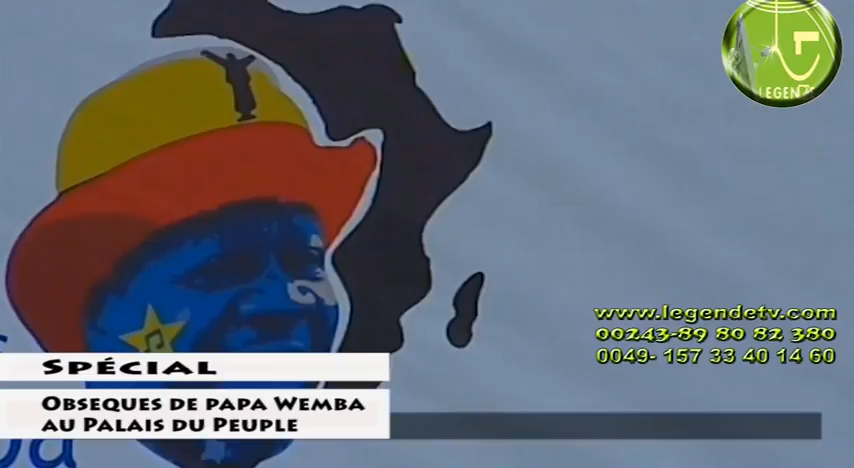 LEGEN
www.legendetv.com
00243-89 80 82 380
0049- 157 33 40 14 60
SPÉCIAL
OBSEQUES DE PAPA WEMBA
AU PALAIS DU PEUPLE